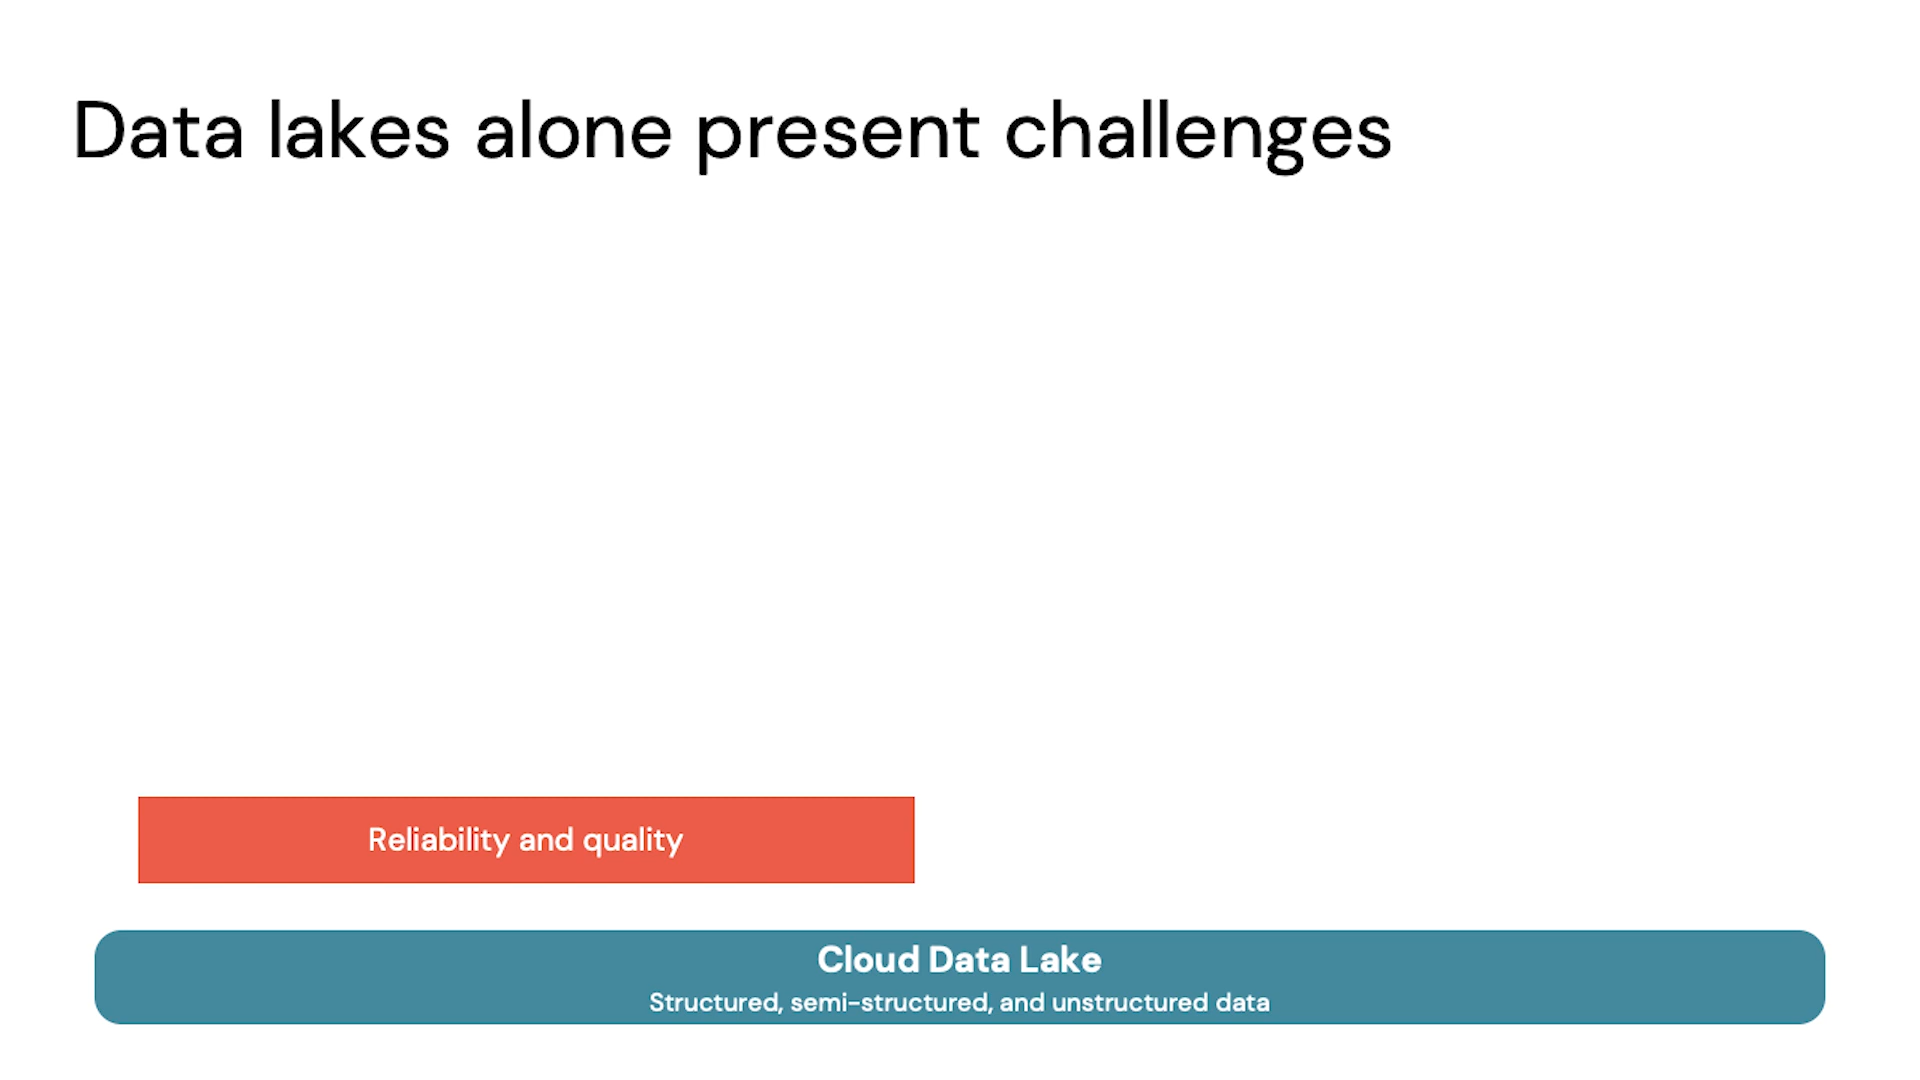 Data lakes alone present challenges
Reliability and quality
Cloud Data Lake
Structured, semi-structured, and unstructured data